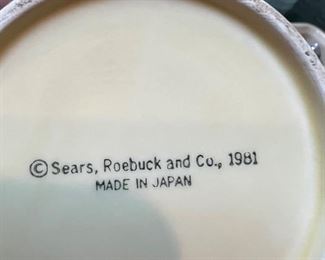 © Sears, Roebuck and Co., 1981
MADE IN JAPAN